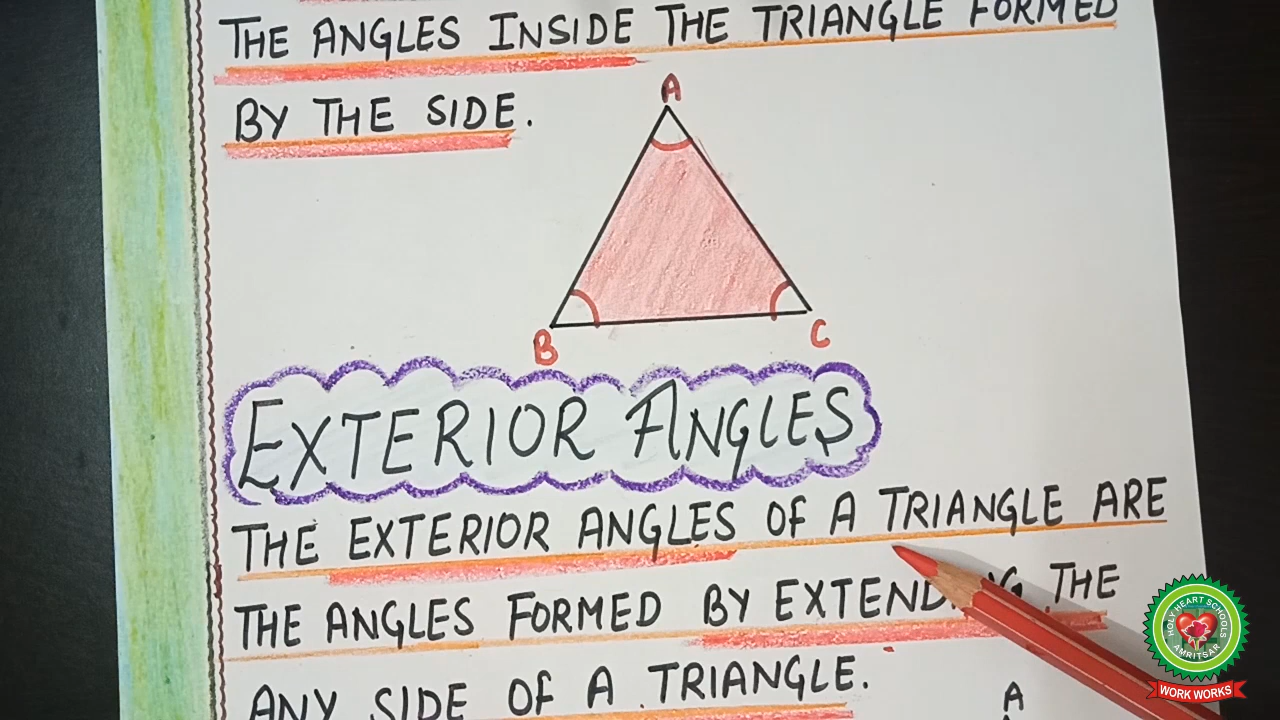 THE ANGLES INSIDE THE TRIANGLE FORMED
BY THE SIDE.
A
B
C
EXTERIOR ANGLES
THE EXTERIOR ANGLES OF A TRIANGLE ARE
THE ANGLES FORMED BY EXTENDING THE
ANY SIDE OF A TRIANGLE.
A
HOLY HEART SCHOOLS
AMRITSAR
WORK WORKS